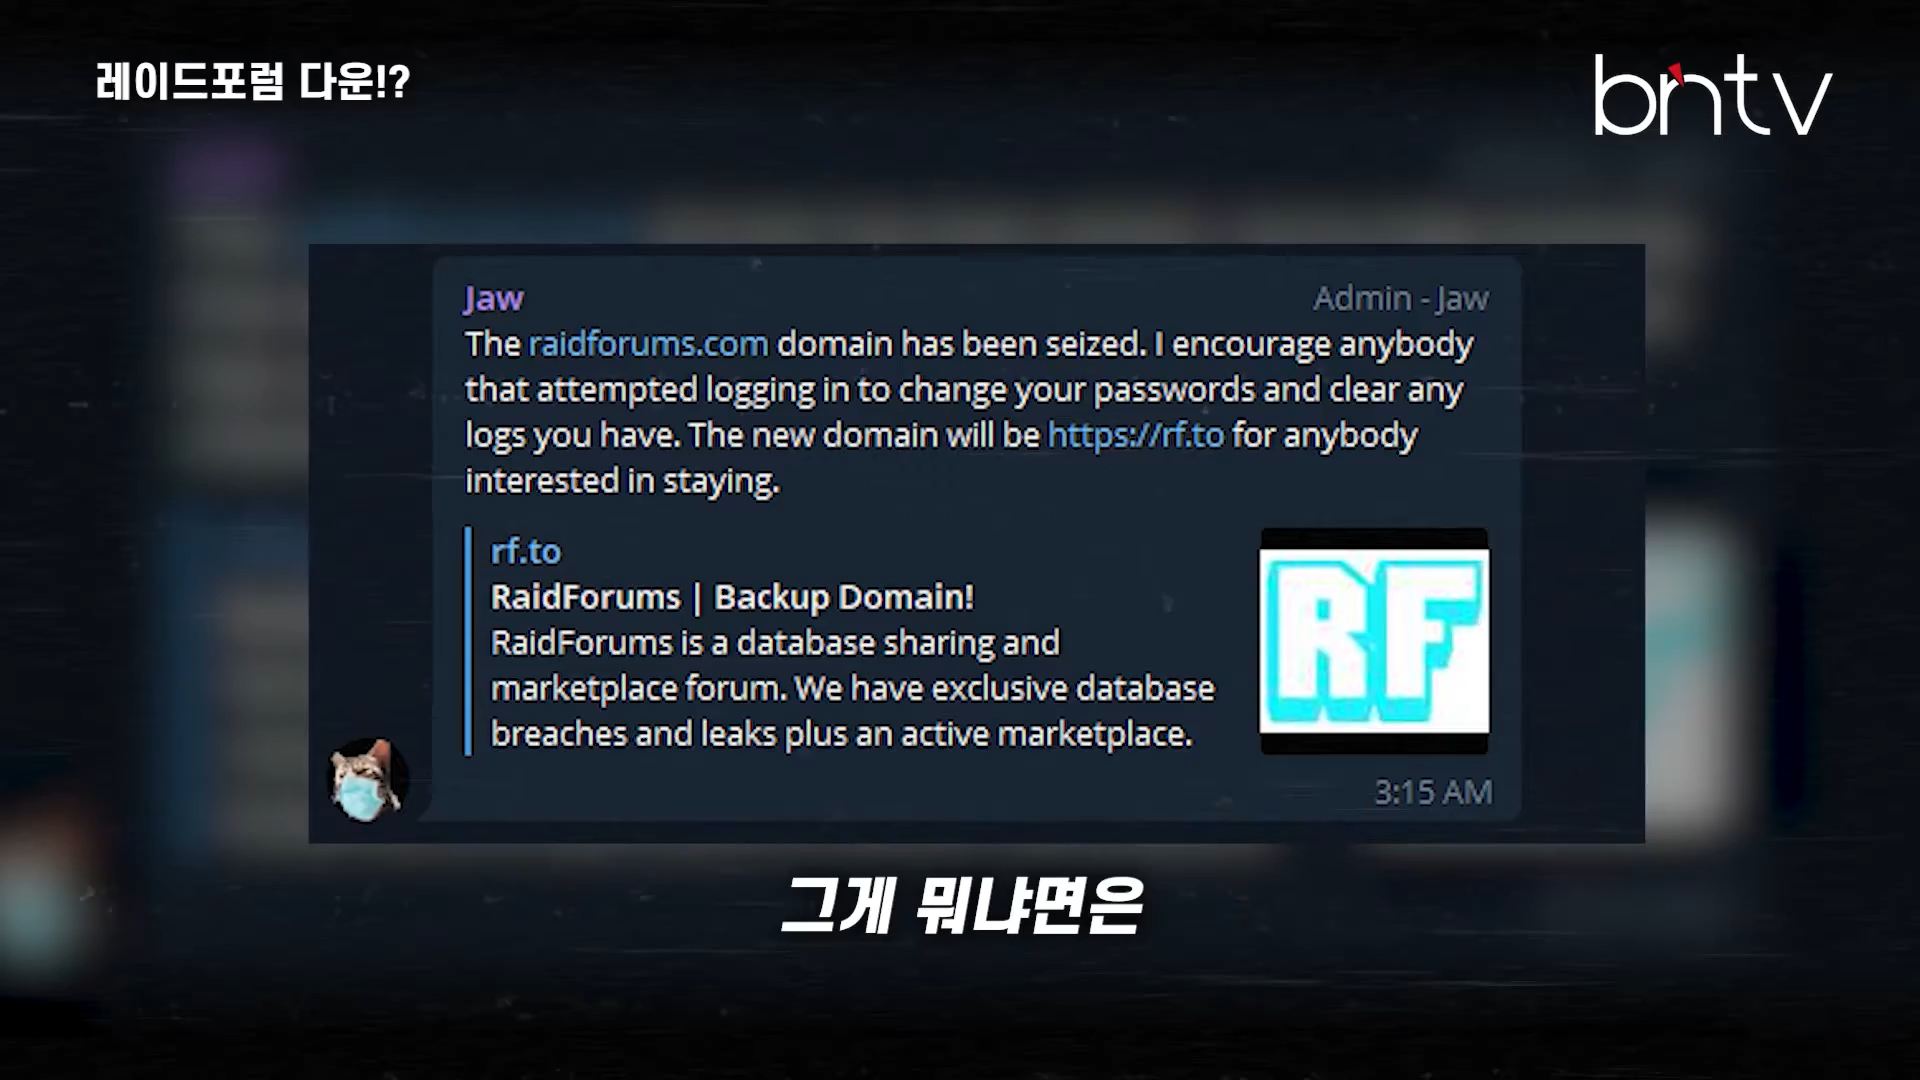 레이드포럼 다운!?
bntv
Jaw
Admin - Jaw
The raidforums.com domain has been seized. I encourage anybody
that attempted logging in to change your passwords and clear any
logs you have. The new domain will be https://rf.to for anybody
interested in staying.
rf.to
RaidForums | Backup Domain!
RaidForums is a database sharing and
marketplace forum. We have exclusive database
breaches and leaks plus an active marketplace.
RF
3:15 AM
그게 뭐냐면은